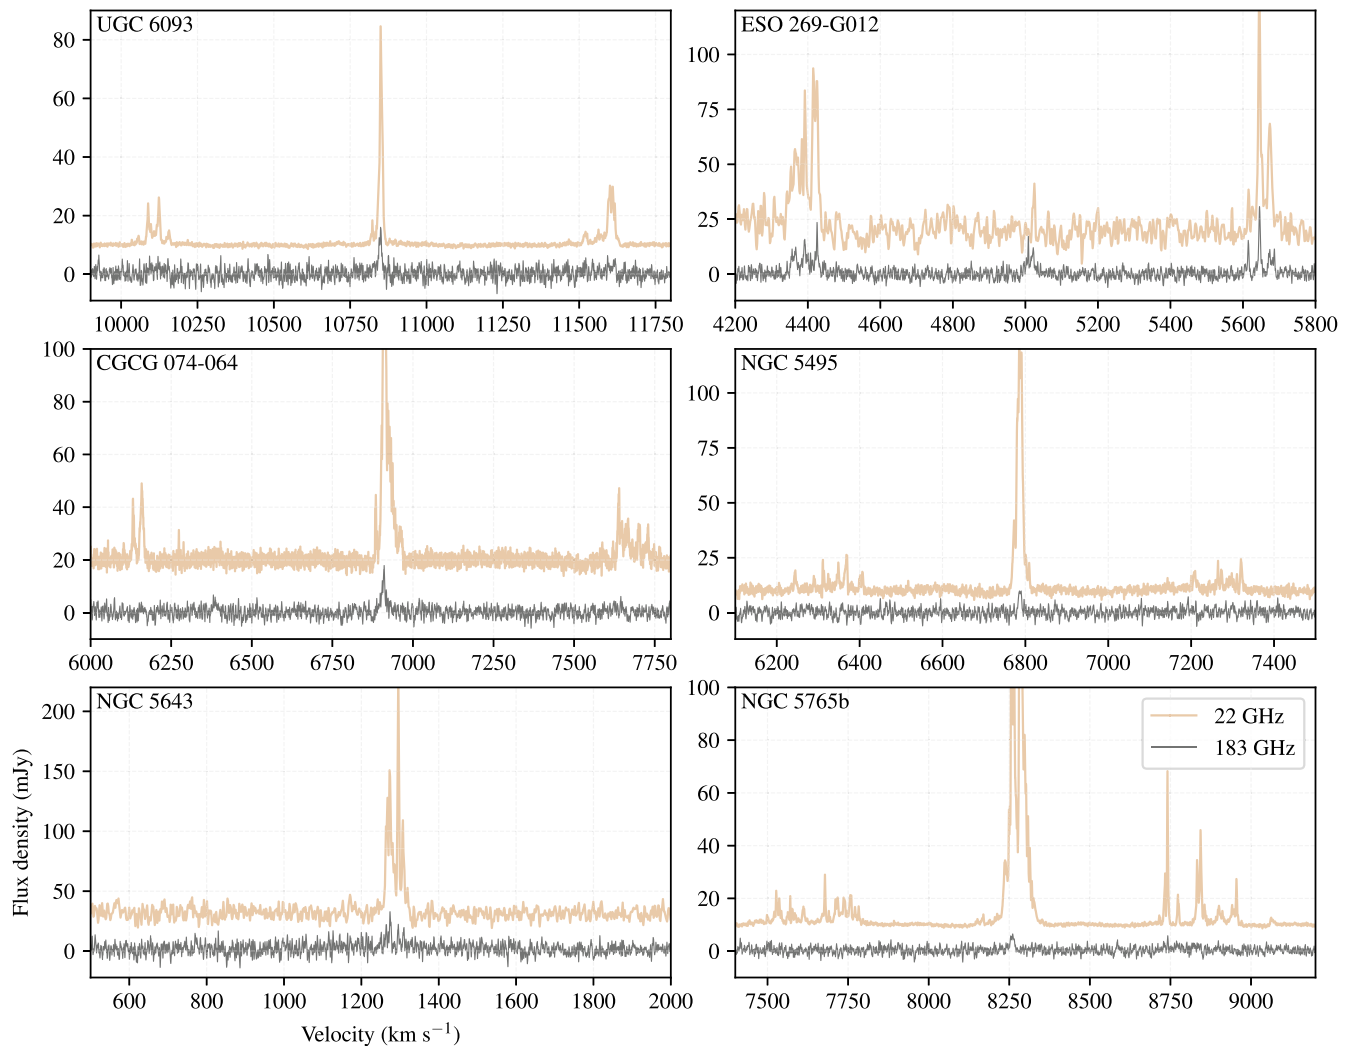 UGC 6093
80
60
40
20
0
10000 10250 10500 10750 11000 11250 11500 11750
ESO 269-G012
100
75
50
25
0
4200 4400 4600 4800 5000 5200 5400 5600 5800
CGCG 074-064
100
80
60
40
20
0
6000 6250 6500 6750 7000 7250 7500 7750
NGC 5495
100
75
50
25
0
6200 6400 6600 6800 7000 7200 7400
NGC 5643
200
150
100
50
0
600 800 1000 1200 1400 1600 1800 2000
Flux density (mJy)
Velocity (km s⁻¹)
NGC 5765b
22 GHz
183 GHz
100
80
60
40
20
0
7500 7750 8000 8250 8500 8750 9000